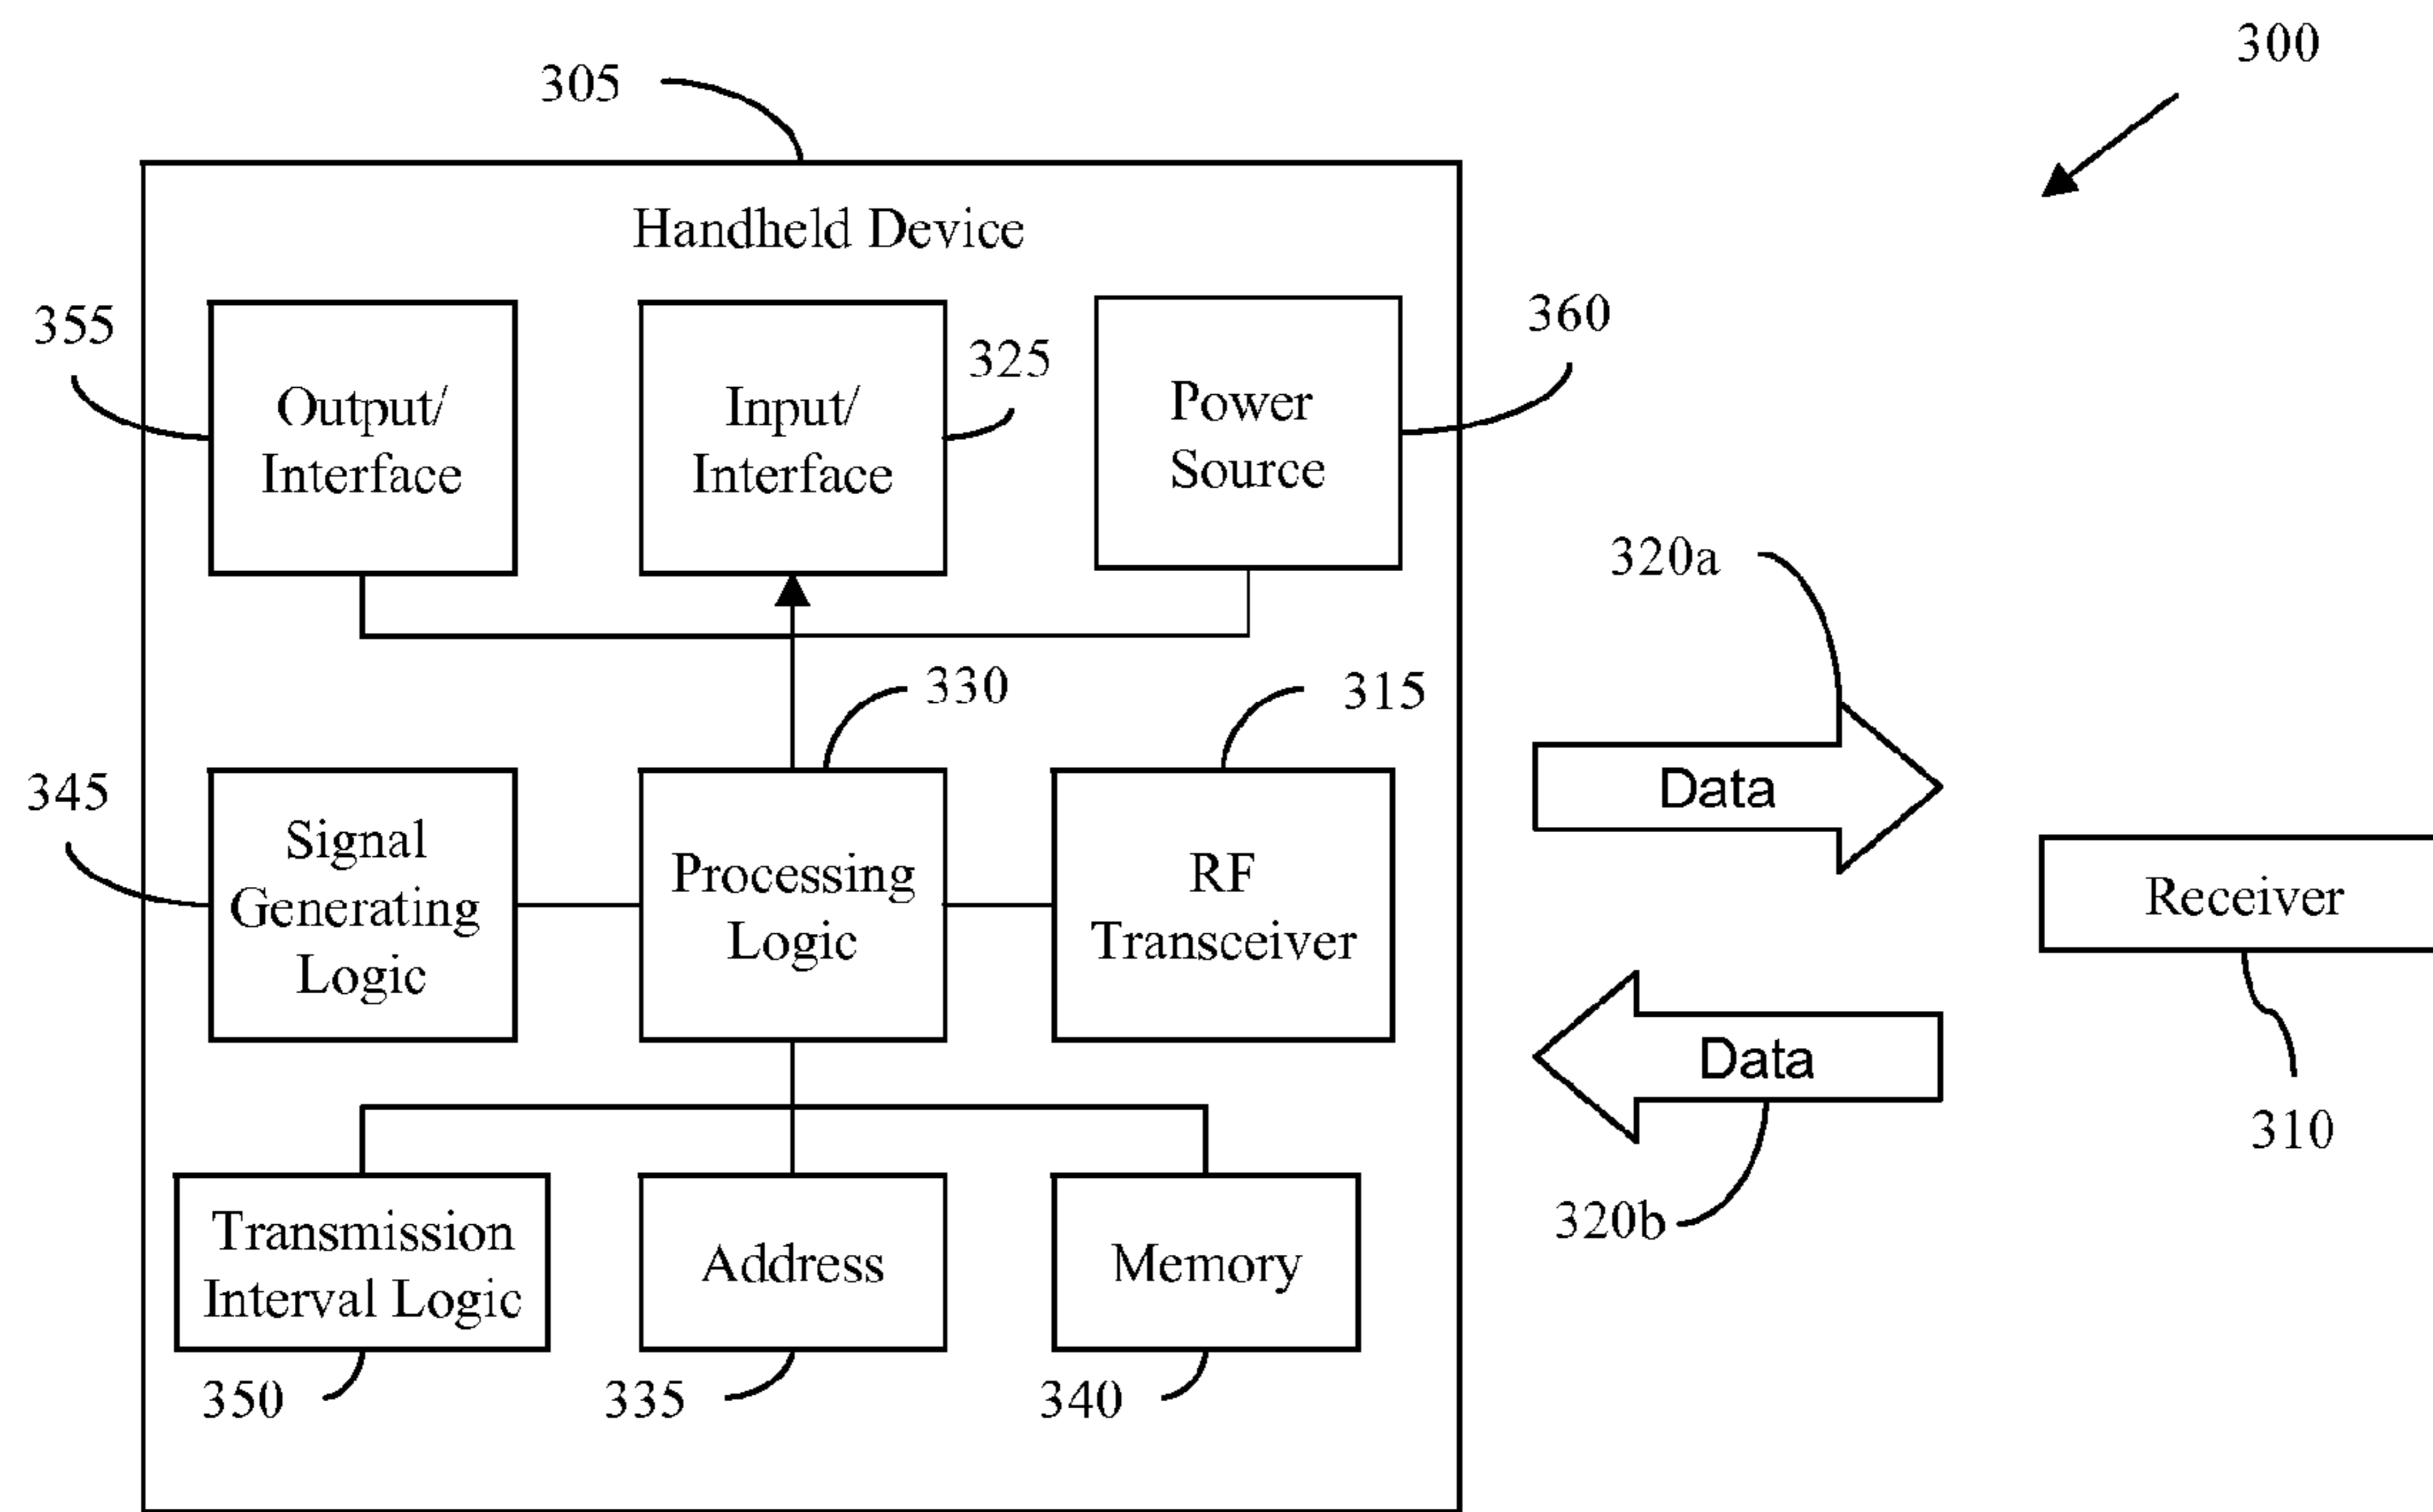 300
305
Handheld Device
355
Output/
Interface
Input/
Interface
325
Power
Source
360
320a
330
315
345
Signal
Generating
Logic
Processing
Logic
RF
Transceiver
Data
Receiver
Data
310
320b
Transmission
Interval Logic
Address
Memory
350
335
340